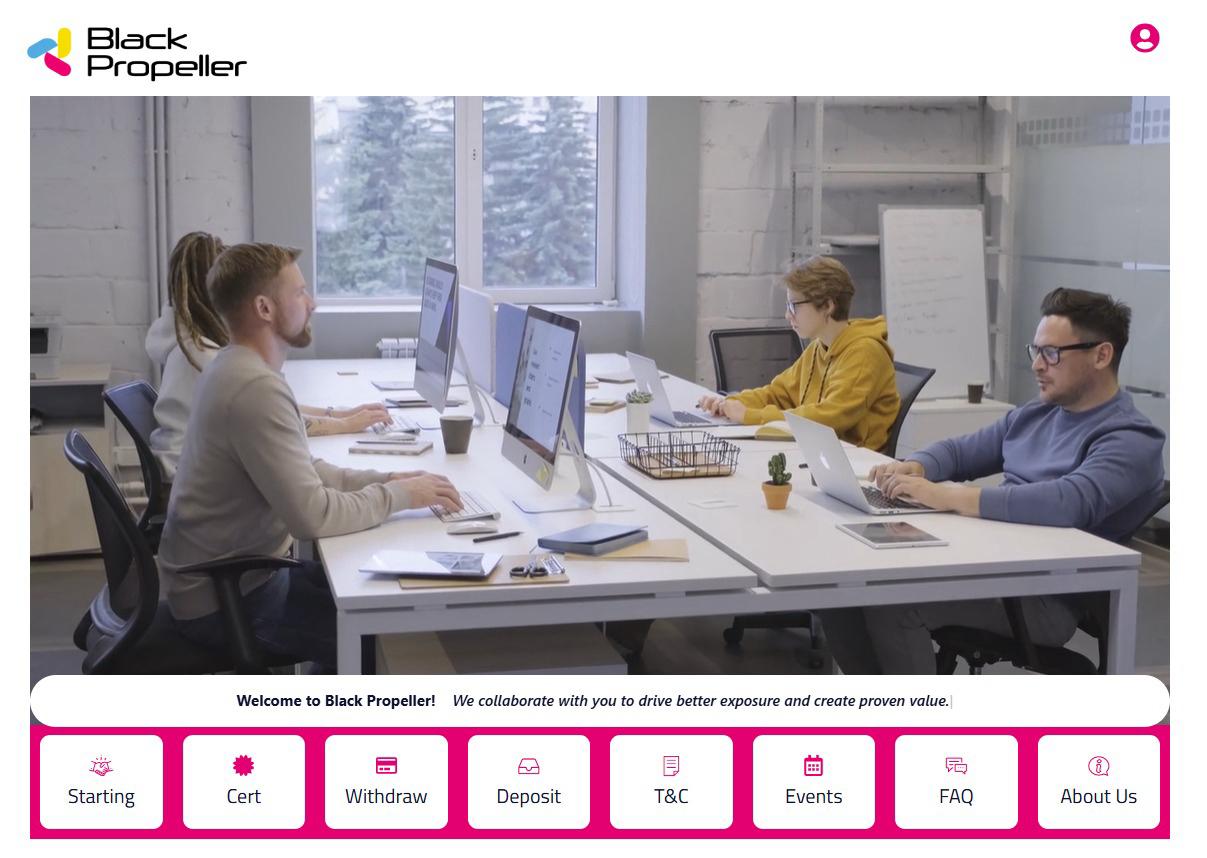 Black
Propeller
Welcome to Black Propeller! We collaborate with you to drive better exposure and create proven value.
Starting
Cert
Withdraw
Deposit
T&C
Events
FAQ
About Us